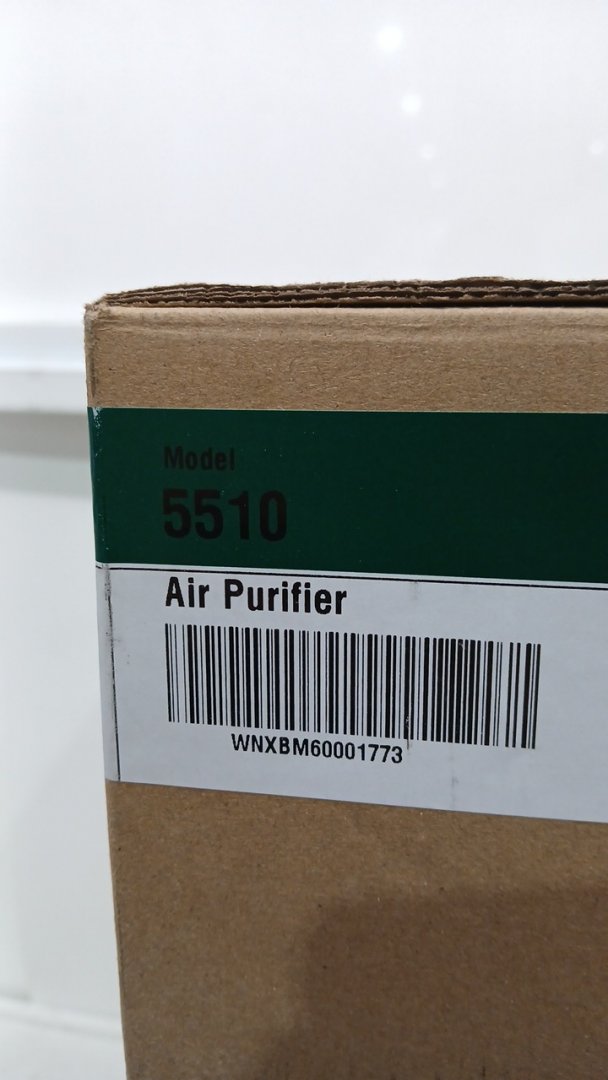 Model
5510
Air Purifier
WNXBM60001773